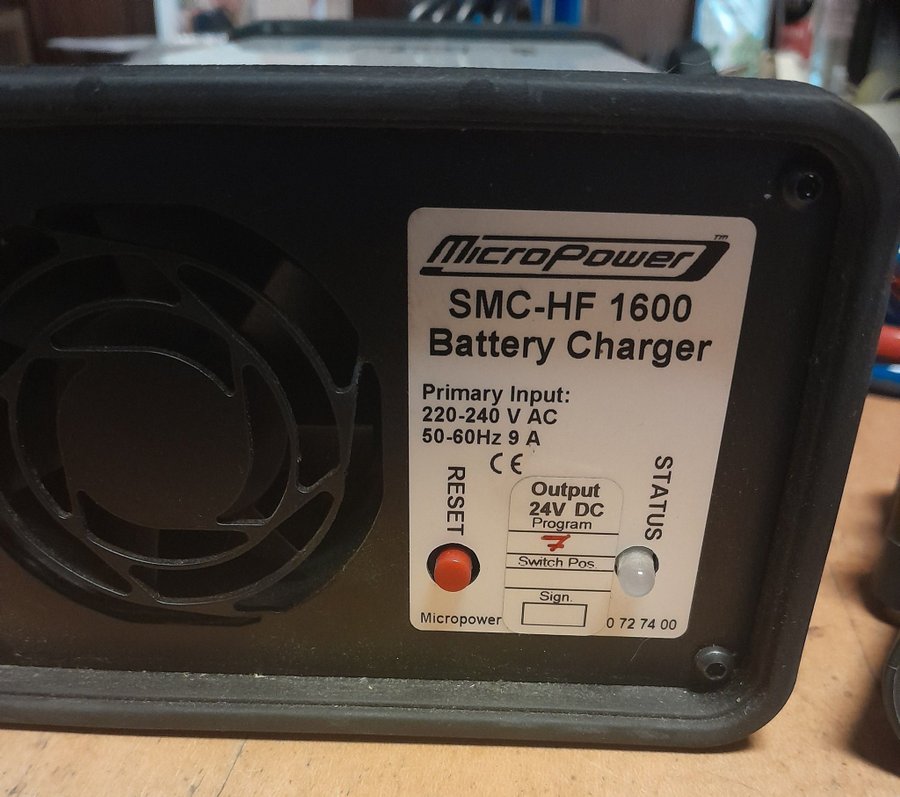 MicroPower™
SMC-HF 1600
Battery Charger
Primary Input:
220-240 V AC
50-60Hz 9 A
CE
RESET
STATUS
Output
24V DC
Program
7
Switch Pos.
Sign.
Micropower
0 72 74 00